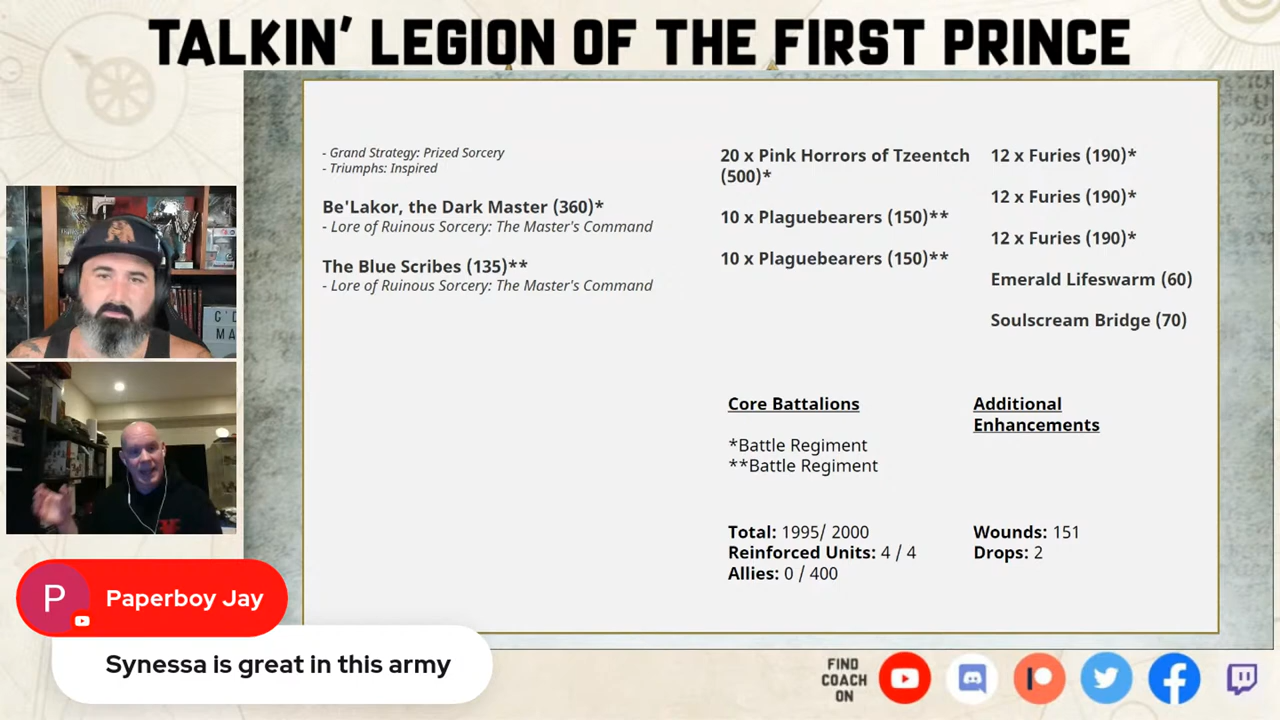 TALKIN' LEGION OF THE FIRST PRINCE
- Grand Strategy: Prized Sorcery
- Triumphs: Inspired
Be'Lakor, the Dark Master (360)*
- Lore of Ruinous Sorcery: The Master's Command
The Blue Scribes (135)**
- Lore of Ruinous Sorcery: The Master's Command
20 x Pink Horrors of Tzeentch
(500)*
10 x Plaguebearers (150)**
10 x Plaguebearers (150)**
12 x Furies (190)*
12 x Furies (190)*
12 x Furies (190)*
Emerald Lifeswarm (60)
Soulscream Bridge (70)
Core Battalions
*Battle Regiment
**Battle Regiment
Additional
Enhancements
Total: 1995/ 2000
Reinforced Units: 4 / 4
Allies: 0 / 400
Wounds: 151
Drops: 2
P
Paperboy Jay
Synessa is great in this army
FIND
COACH
ON